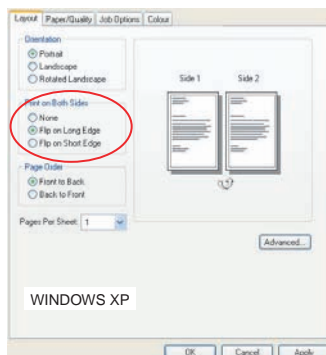 Layout Paper/Quality Job Options Colour
Orientation
Portrait
Landscape
Rotated Landscape
Print on Both Sides
None
Flip on Long Edge
Flip on Short Edge
Page Order
Front to Back
Back to Front
Pages Per Sheet: 1
Side 1 Side 2
Advanced...
WINDOWS XP
OK Cancel Apply